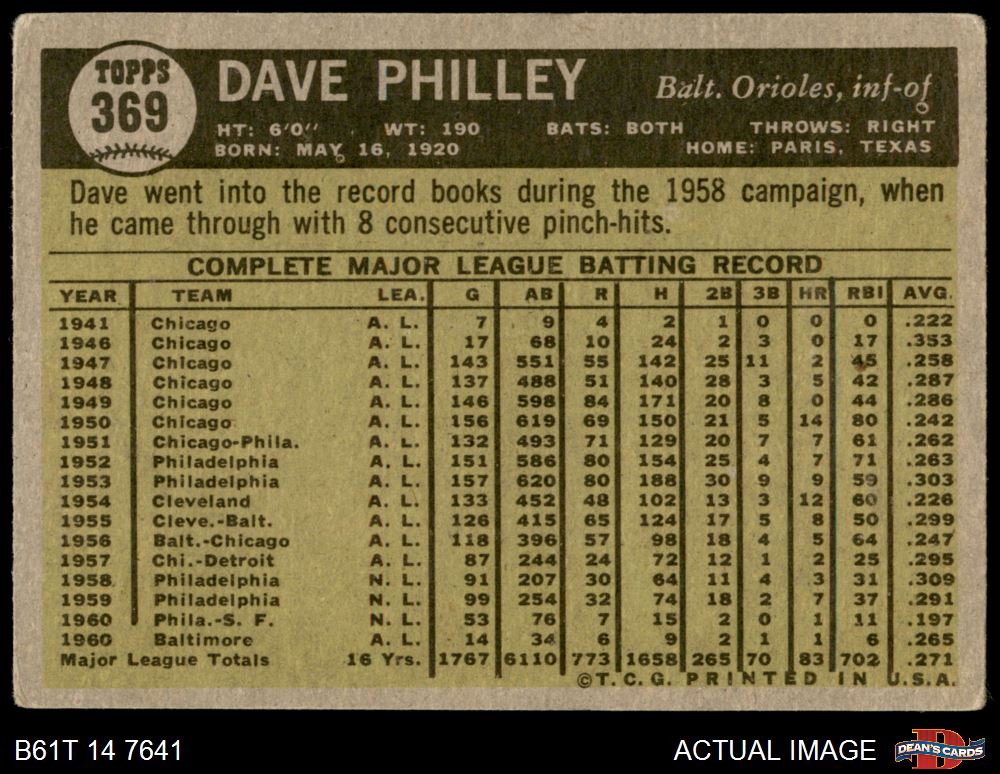 TOPPS
369
DAVE PHILLEY
Balt. Orioles, inf-of
HT: 6'0" WT: 190 BATS: BOTH THROWS: RIGHT
BORN: MAY 16, 1920 HOME: PARIS, TEXAS
Dave went into the record books during the 1958 campaign, when
he came through with 8 consecutive pinch-hits.
COMPLETE MAJOR LEAGUE BATTING RECORD
YEAR TEAM LEA. G AB R H 2B 3B HR RBI AVG.
1941 Chicago A. L. 7 9 4 2 1 0 0 0 .222
1946 Chicago A. L. 17 68 10 24 2 3 0 17 .353
1947 Chicago A. L. 143 551 55 142 25 11 2 45 .258
1948 Chicago A. L. 137 488 51 140 28 3 5 42 .287
1949 Chicago A. L. 146 598 84 171 20 8 0 44 .286
1950 Chicago A. L. 156 619 69 150 21 5 14 80 .242
1951 Chicago-Phila. A. L. 132 493 71 129 20 7 7 61 .262
1952 Philadelphia A. L. 151 586 80 154 25 4 7 71 .263
1953 Philadelphia A. L. 157 620 80 188 30 9 9 59 .303
1954 Cleveland A. L. 133 452 48 102 13 3 12 60 .226
1955 Cleve.-Balt. A. L. 126 415 65 124 17 5 8 50 .299
1956 Balt.-Chicago A. L. 118 396 57 98 18 4 5 64 .247
1957 Chi.-Detroit A. L. 87 244 24 72 12 1 2 25 .295
1958 Philadelphia N. L. 91 207 30 64 11 4 3 31 .309
1959 Philadelphia N. L. 99 254 32 74 18 2 7 37 .291
1960 Phila.-S. F. N. L. 53 76 7 15 2 0 1 11 .197
1960 Baltimore A. L. 14 34 6 9 2 1 1 6 .265
Major League Totals 16 Yrs. 1767 6110 773 1658 265 70 83 702 .271
©T. C. G. PRINTED IN U.S.A.
B61T 14 7641 ACTUAL IMAGE
DEAN'S CARDS